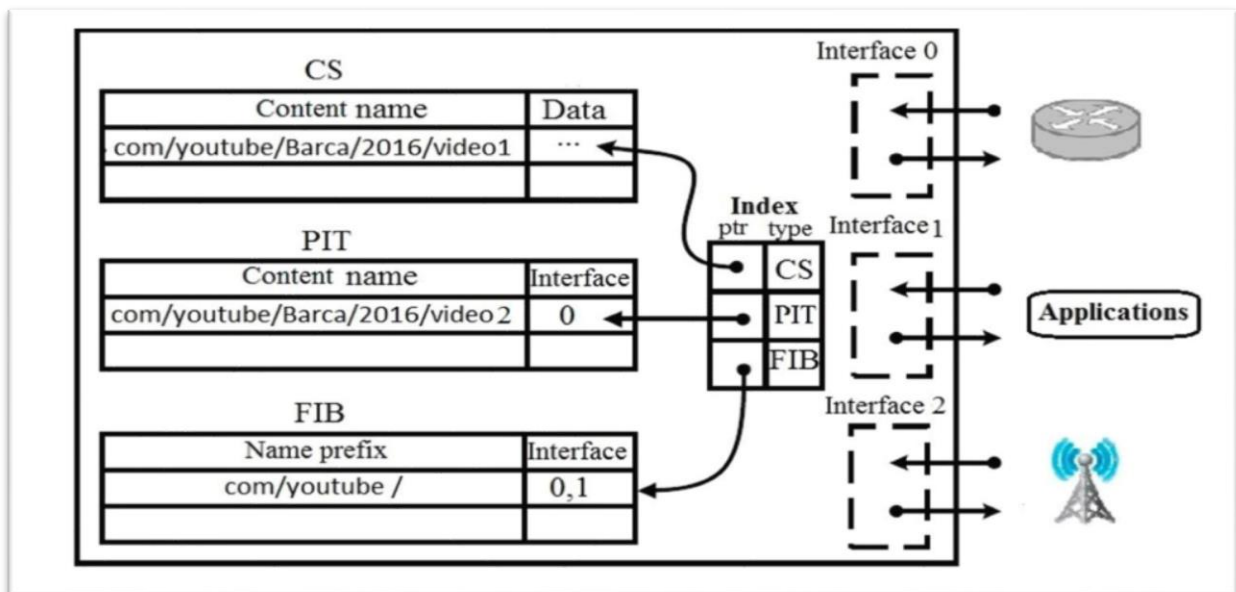 CS
Content name Data
com/youtube/Barca/2016/video1 ...
PIT
Content name Interface
com/youtube/Barca/2016/video2 0
FIB
Name prefix Interface
com/youtube / 0,1
Index
ptr type
CS
PIT
FIB
Interface 0
Interface 1
Applications
Interface 2